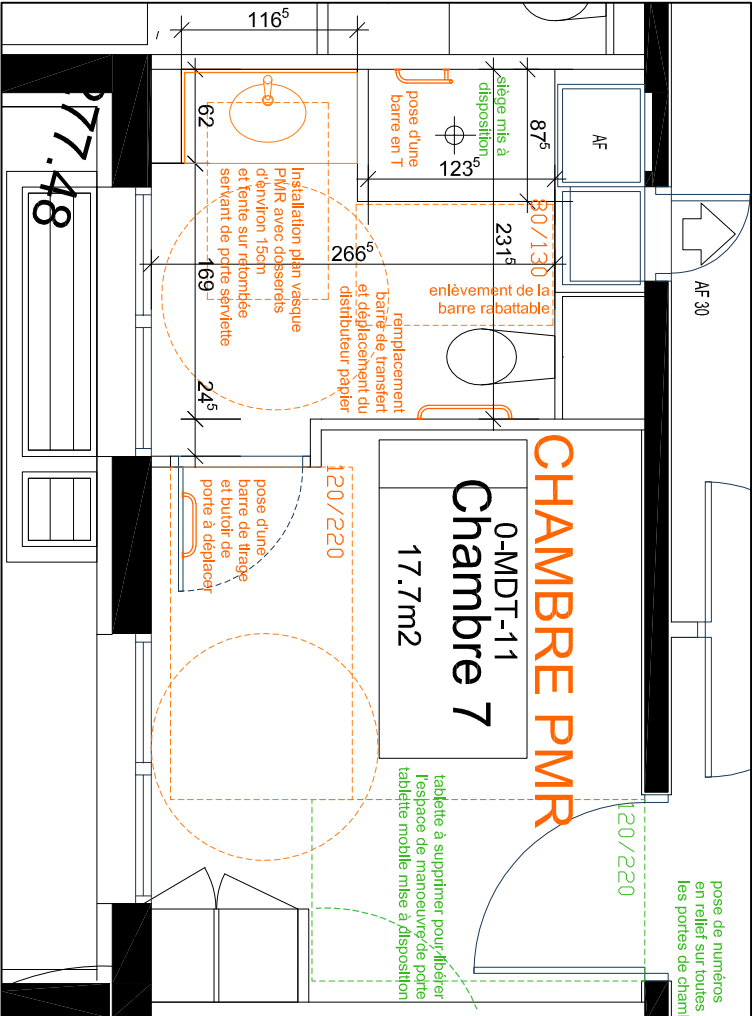 116⁵
62
87⁵
123⁵
231⁵
266⁵
169
24⁵
77.48
siège mis à
disposition
pose d'une
barre en T
Installation plan vasque
PMR avec dosserets
d'environ 15cm
et fente sur retombée
servant de porte serviette
80/130
enlèvement de la
barre rabattable
remplacement
barre de transfert
et déplacement du
distributeur papier
AF
AF 30
CHAMBRE PMR
0-MDT-11
Chambre 7
17.7m2
120/220
pose d'une
barre de tirage
et butoir de
porte à déplacer
120/220
tablette à supprimer pour libérer
l'espace de manoeuvre de porte
tablette mobile mise à disposition
pose de numéros
en relief sur toutes
les portes de cham